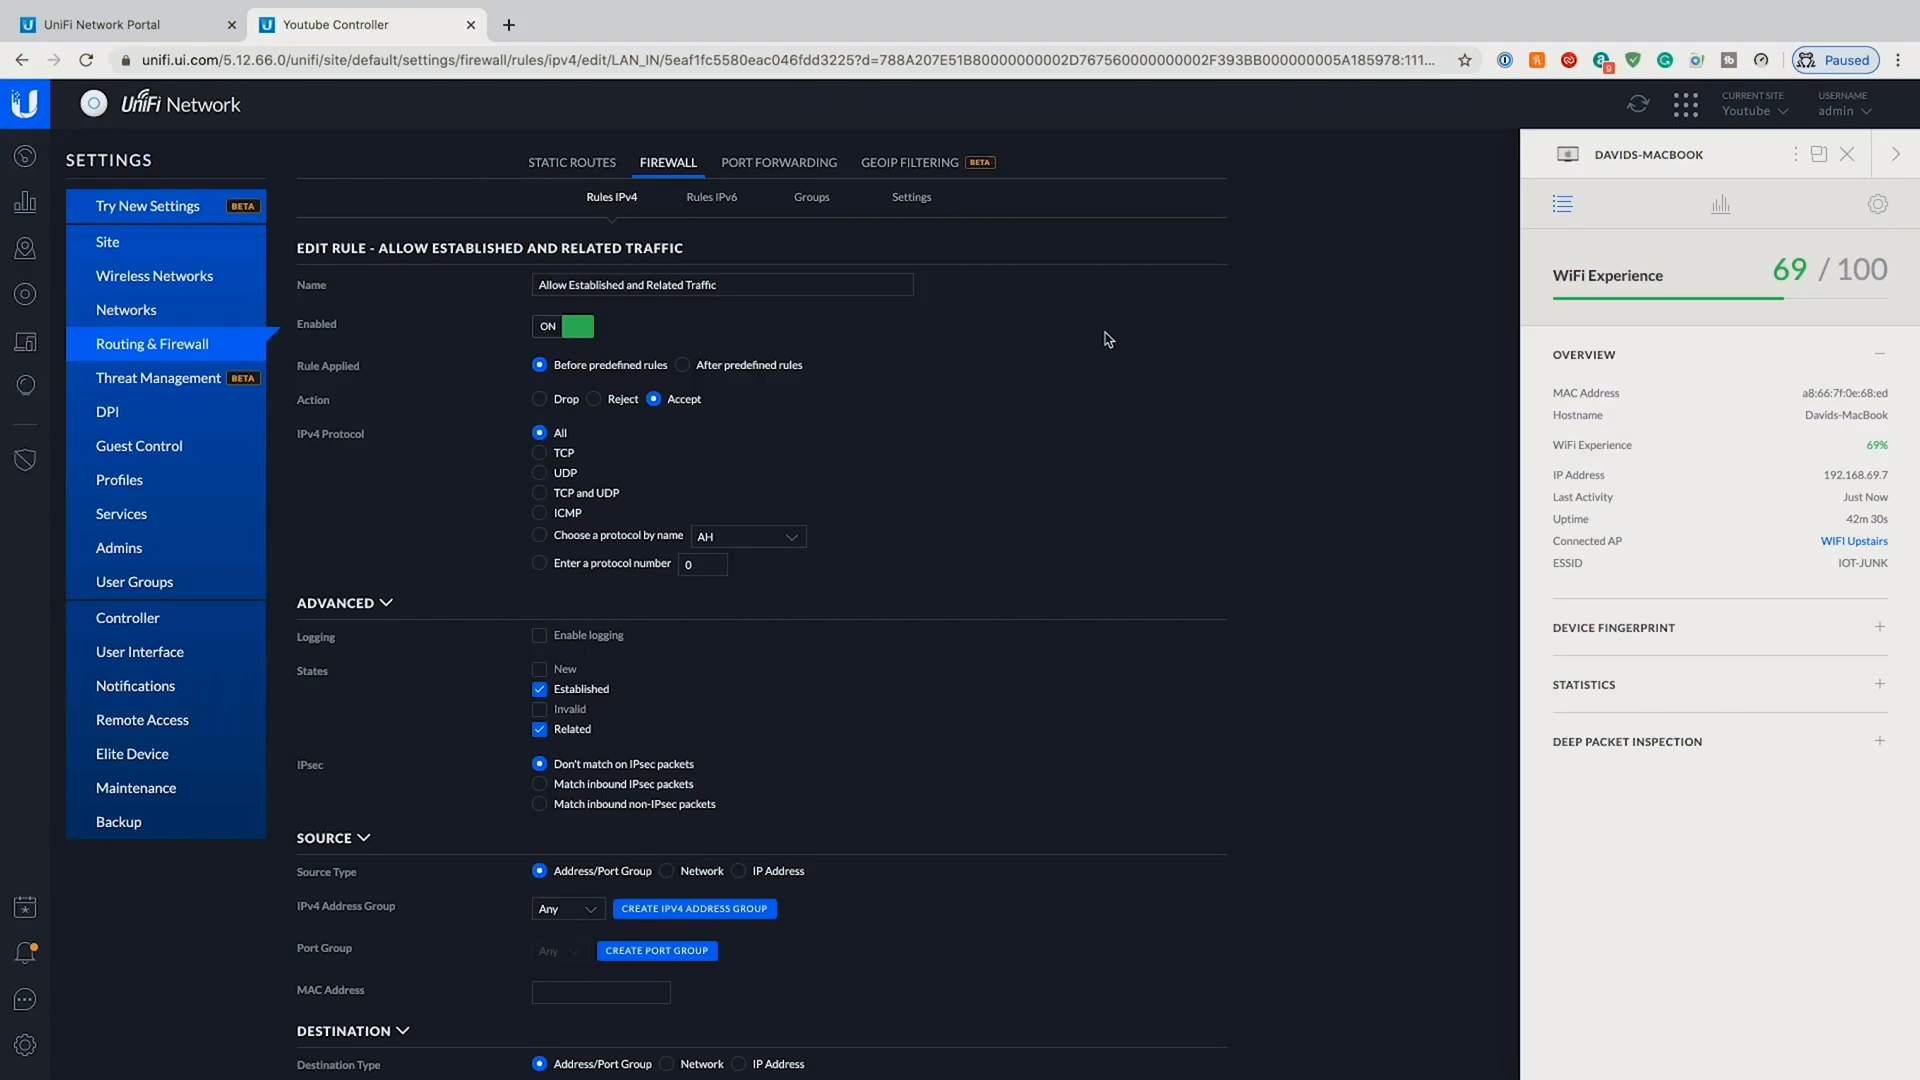 UniFi Network Portal
Youtube Controller
unifi.ui.com/5.12.66.0/unifi/site/default/settings/firewall/rules/ipv4/edit/LAN_IN/5eaf1fc5580eac046fdd3225?d=788A207E51B80000000002D767560000000002F393BB000000005A185978:111...
9
Paused
UniFi Network
CURRENT SITE
Youtube
USERNAME
admin
SETTINGS
Try New Settings BETA
Site
Wireless Networks
Networks
Routing & Firewall
Threat Management BETA
DPI
Guest Control
Profiles
Services
Admins
User Groups
Controller
User Interface
Notifications
Remote Access
Elite Device
Maintenance
Backup
STATIC ROUTES FIREWALL PORT FORWARDING GEOIP FILTERING BETA
Rules IPv4 Rules IPv6 Groups Settings
EDIT RULE - ALLOW ESTABLISHED AND RELATED TRAFFIC
Name Allow Established and Related Traffic
Enabled ON
Rule Applied Before predefined rules After predefined rules
Action Drop Reject Accept
IPv4 Protocol All
TCP
UDP
TCP and UDP
ICMP
Choose a protocol by name AH
Enter a protocol number 0
ADVANCED
Logging Enable logging
States New
Established
Invalid
Related
IPsec Don't match on IPsec packets
Match inbound IPsec packets
Match inbound non-IPsec packets
SOURCE
Source Type Address/Port Group Network IP Address
IPv4 Address Group Any CREATE IPV4 ADDRESS GROUP
Port Group Any CREATE PORT GROUP
MAC Address
DESTINATION
Destination Type Address/Port Group Network IP Address
DAVIDS-MACBOOK
WiFi Experience 69 / 100
OVERVIEW
MAC Address a8:66:7f:0e:68:ed
Hostname Davids-MacBook
WiFi Experience 69%
IP Address 192.168.69.7
Last Activity Just Now
Uptime 42m 30s
Connected AP WIFI Upstairs
ESSID IOT-JUNK
DEVICE FINGERPRINT
STATISTICS
DEEP PACKET INSPECTION